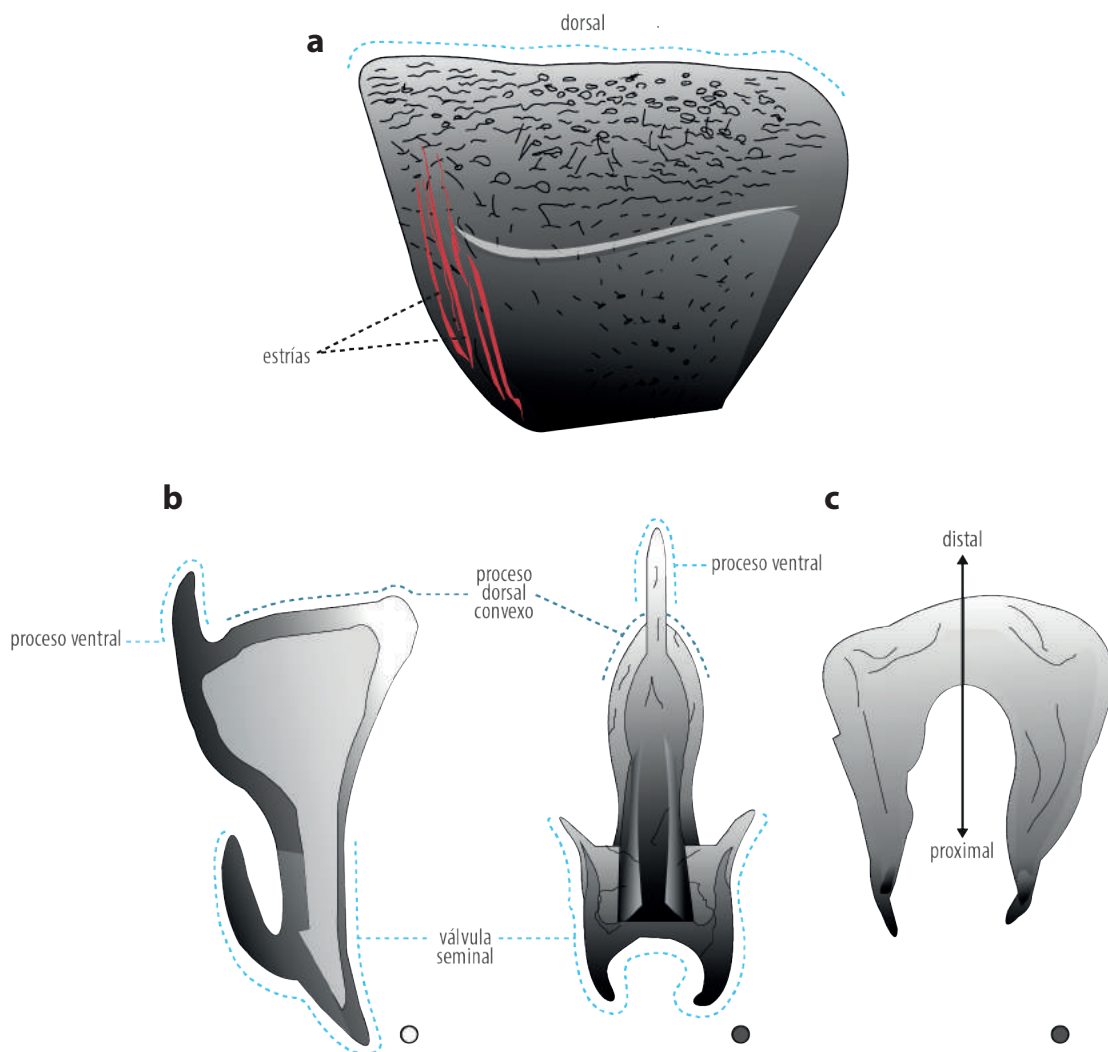 dorsal
a
estrías
b
c
distal
proceso
dorsal
convexo
proceso ventral
proceso ventral
proximal
válvula
seminal